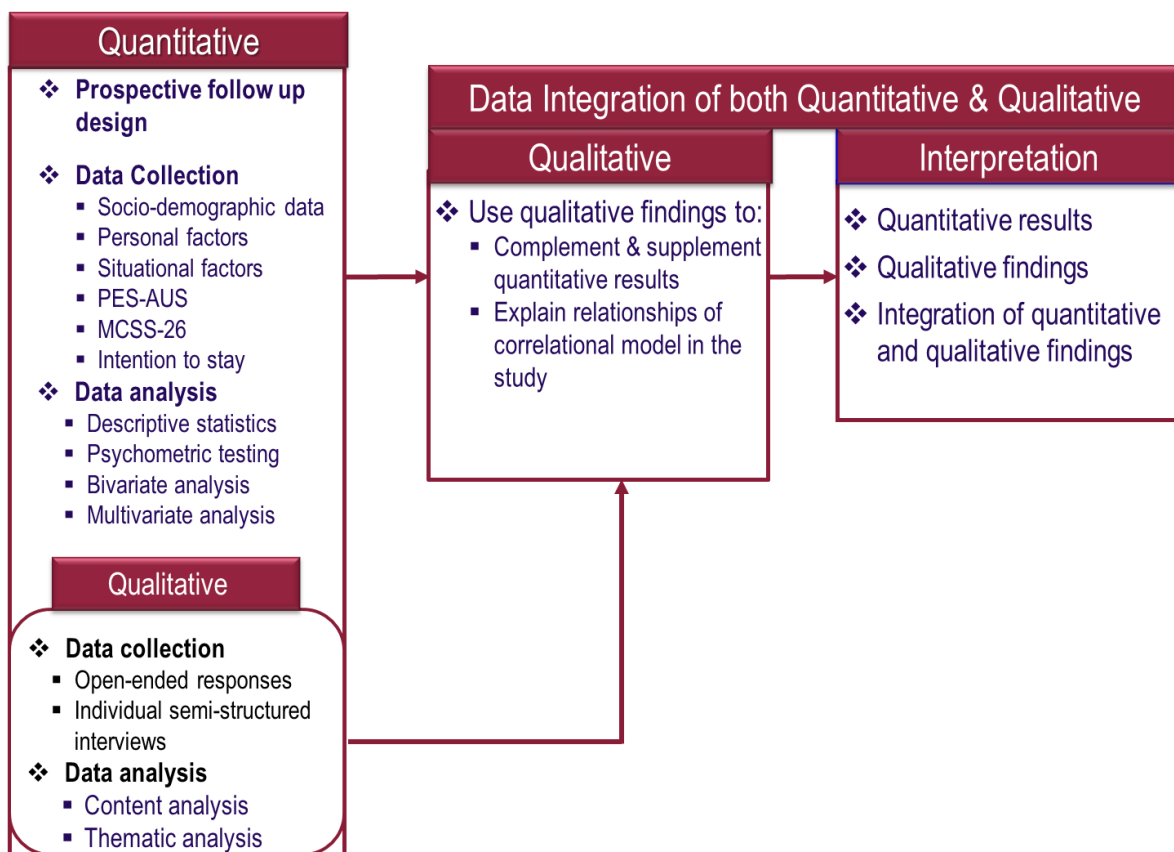 Quantitative
❖ Prospective follow up
design
❖ Data Collection
▪ Socio-demographic data
▪ Personal factors
▪ Situational factors
▪ PES-AUS
▪ MCSS-26
▪ Intention to stay
❖ Data analysis
▪ Descriptive statistics
▪ Psychometric testing
▪ Bivariate analysis
▪ Multivariate analysis
Qualitative
❖ Data collection
▪ Open-ended responses
▪ Individual semi-structured
interviews
❖ Data analysis
▪ Content analysis
▪ Thematic analysis
Data Integration of both Quantitative & Qualitative
Qualitative
❖ Use qualitative findings to:
▪ Complement & supplement
quantitative results
▪ Explain relationships of
correlational model in the
study
Interpretation
❖ Quantitative results
❖ Qualitative findings
❖ Integration of quantitative
and qualitative findings